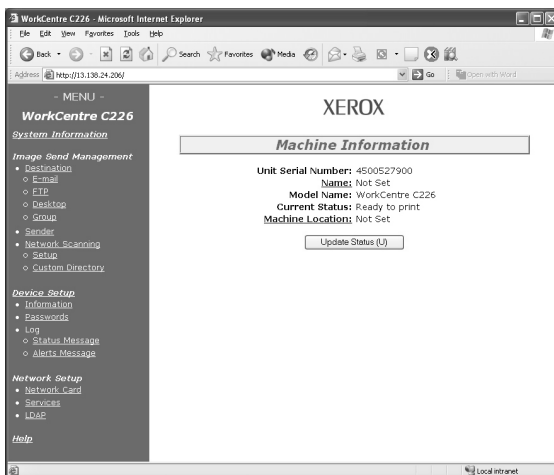 WorkCentre C226 - Microsoft Internet Explorer
File Edit View Favorites Tools Help
Back Search Favorites Media
Address http://13.138.24.206/ Go Open with Word
- MENU -
WorkCentre C226
System Information
Image Send Management
Destination
E-mail
FTP
Desktop
Group
Sender
Network Scanning
Setup
Custom Directory
Device Setup
Information
Passwords
Log
Status Message
Alerts Message
Network Setup
Network Card
Services
LDAP
Help
XEROX
Machine Information
Unit Serial Number: 4500527900
Name: Not Set
Model Name: WorkCentre C226
Current Status: Ready to print
Machine Location: Not Set
Update Status (U)
Local intranet